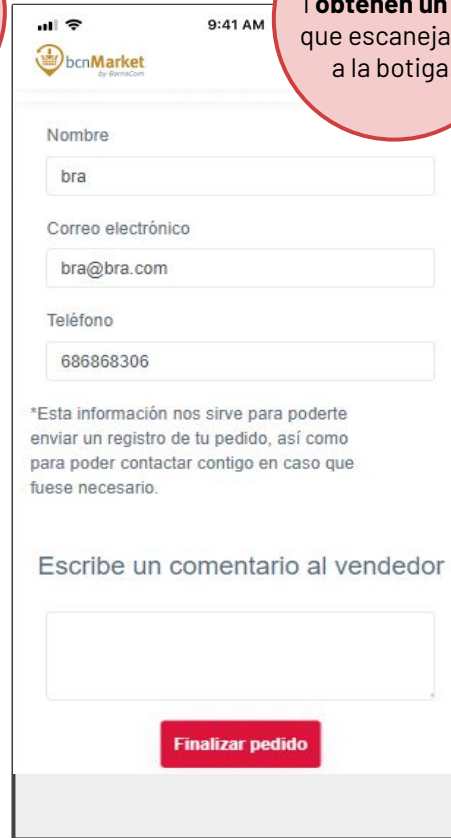 9:41 AM
obtenen un
que escaneja
a la botiga
bcnMarket
by BarnaCom
Nombre
bra
Correo electrónico
bra@bra.com
Teléfono
686868306
*Esta información nos sirve para poderte
enviar un registro de tu pedido, así como
para poder contactar contigo en caso que
fuese necesario.
Escribe un comentario al vendedor
Finalizar pedido